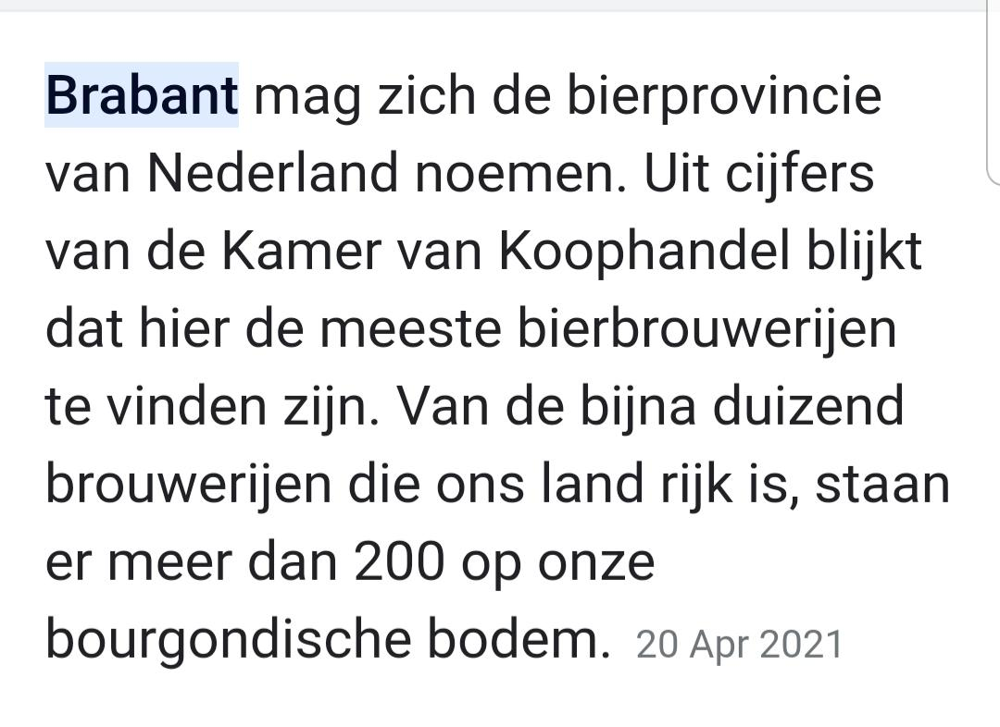 Brabant mag zich de bierprovincie
van Nederland noemen. Uit cijfers
van de Kamer van Koophandel blijkt
dat hier de meeste bierbrouwerijen
te vinden zijn. Van de bijna duizend
brouwerijen die ons land rijk is, staan
er meer dan 200 op onze
bourgondische bodem. 20 Apr 2021